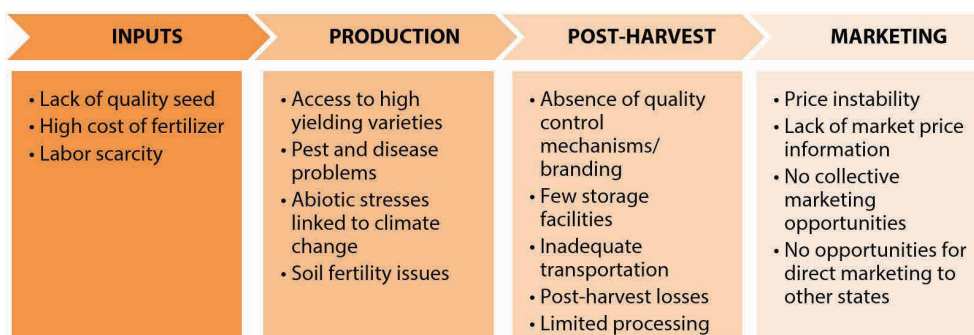 INPUTS
• Lack of quality seed
• High cost of fertilizer
• Labor scarcity
PRODUCTION
• Access to high
yielding varieties
• Pest and disease
problems
• Abiotic stresses
linked to climate
change
• Soil fertility issues
POST-HARVEST
• Absence of quality
control
mechanisms/
branding
• Few storage
facilities
• Inadequate
transportation
• Post-harvest losses
• Limited processing
MARKETING
• Price instability
• Lack of market price
information
• No collective
marketing
opportunities
• No opportunities for
direct marketing to
other states